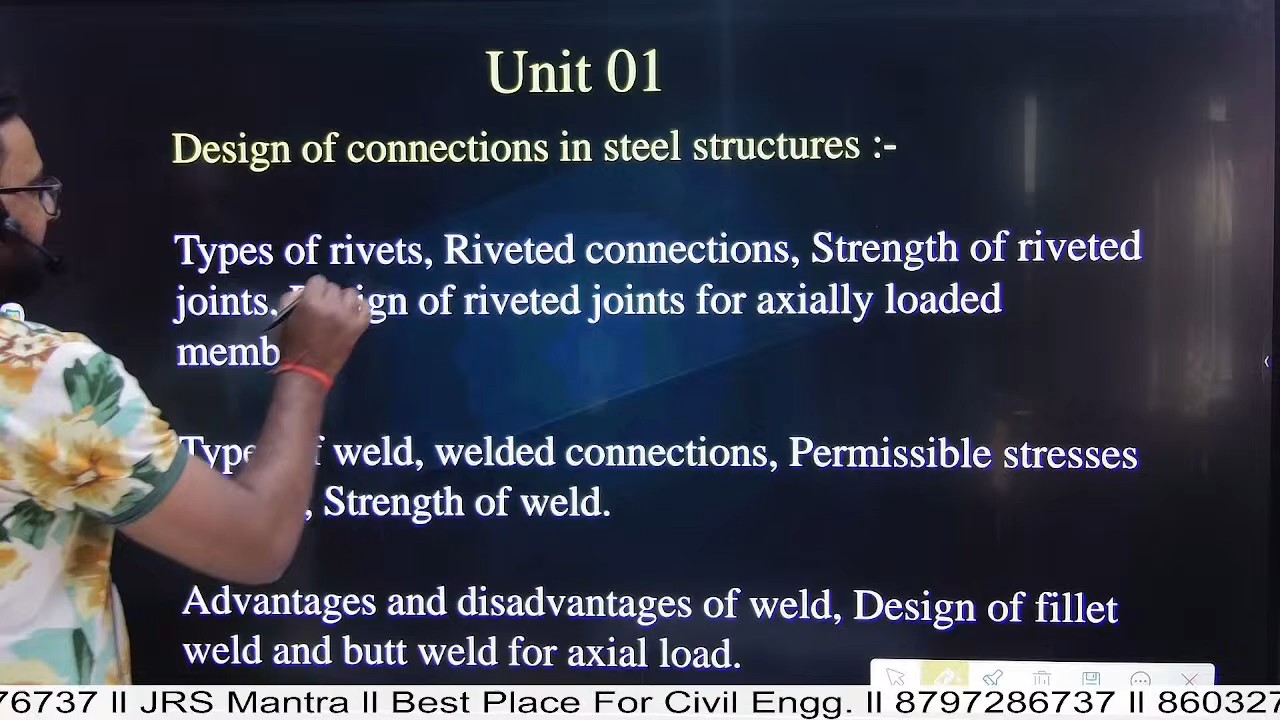 Unit 01
Design of connections in steel structures :-
Types of rivets, Riveted connections, Strength of riveted
joints. of riveted joints for axially loaded
weld, welded connections, Permissible stresses
, Strength of weld.
Advantages and disadvantages of weld, Design of fillet
weld and butt weld for axial load.
76737 II JRS Mantra II Best Place For Civil Engg. II 8797286737 II 860327